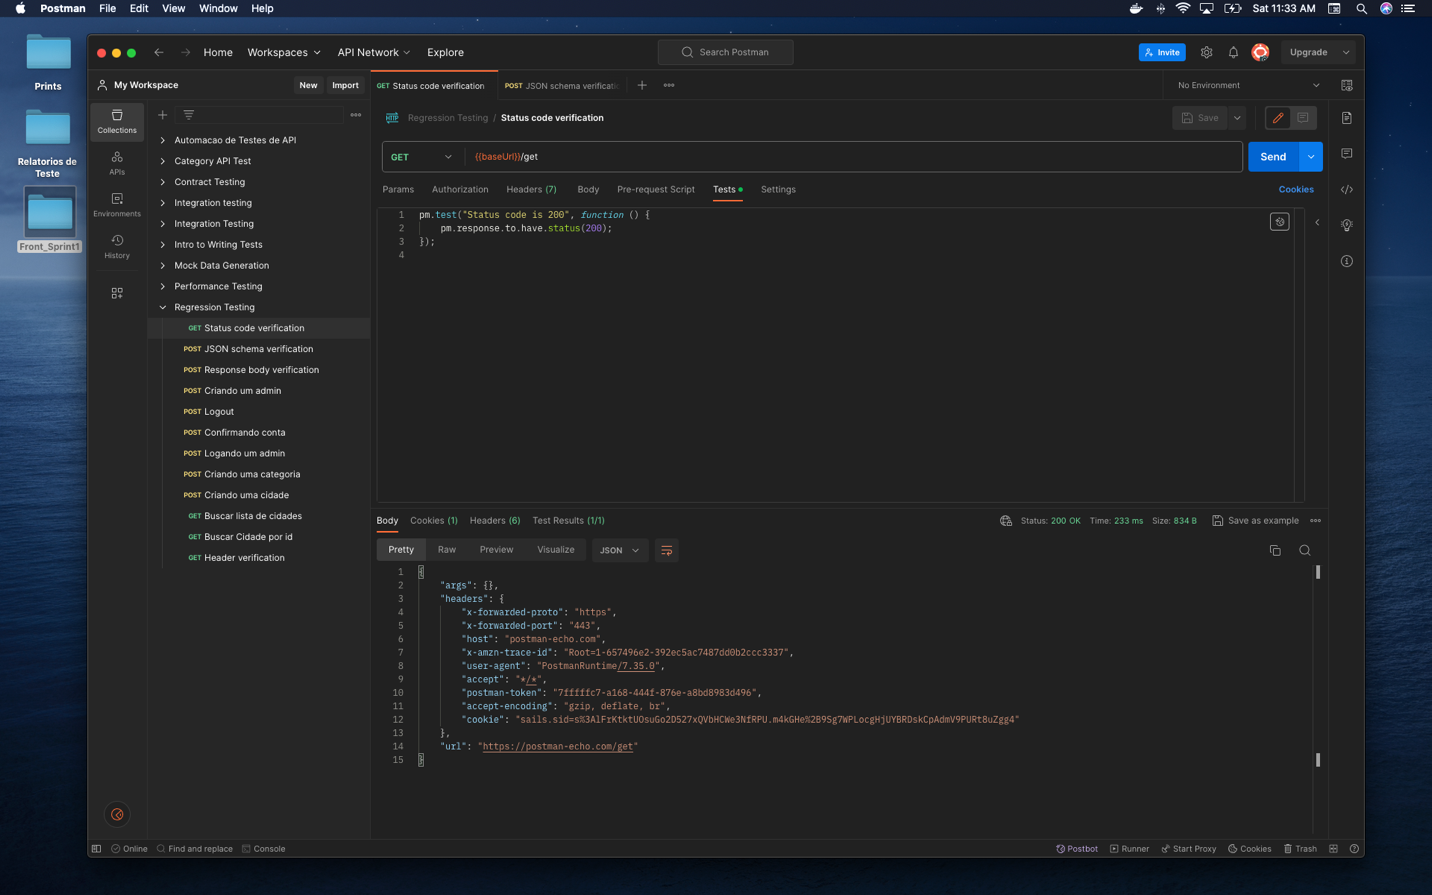 Postman File Edit View Window Help
Sat 11:33 AM
Prints
Relatorios de
Teste
Front_Sprint1
Home Workspaces API Network Explore
Search Postman
Invite
Upgrade
My Workspace
New Import
GET Status code verification
POST JSON schema verificati
No Environment
Collections
APIs
Environments
History
Automacao de Testes de API
Category API Test
Contract Testing
Integration testing
Integration Testing
Intro to Writing Tests
Mock Data Generation
Performance Testing
Regression Testing
GET Status code verification
POST JSON schema verification
POST Response body verification
POST Criando um admin
POST Logout
POST Confirmando conta
POST Logando um admin
POST Criando uma categoria
POST Criando uma cidade
GET Buscar lista de cidades
GET Buscar Cidade por id
GET Header verification
HTTP Regression Testing / Status code verification
Save
GET {{baseUrl}}/get
Send
Params Authorization Headers (7) Body Pre-request Script Tests Settings
Cookies
1 pm.test("Status code is 200", function () {
2 pm.response.to.have.status(200);
3 });
4
Body Cookies (1) Headers (6) Test Results (1/1)
Status: 200 OK Time: 233 ms Size: 834 B Save as example
Pretty Raw Preview Visualize JSON
1 {
2 "args": {},
3 "headers": {
4 "x-forwarded-proto": "https",
5 "x-forwarded-port": "443",
6 "host": "postman-echo.com",
7 "x-amzn-trace-id": "Root=1-657496e2-392ec5ac7487dd0b2ccc3337",
8 "user-agent": "PostmanRuntime/7.35.0",
9 "accept": "*/*",
10 "postman-token": "7fffffc7-a168-444f-876e-a8bd8983d496",
11 "accept-encoding": "gzip, deflate, br",
12 "cookie": "sails.sid=s%3AlFrKtktUOsuGo2D527xQVbHCWe3NfRPU.m4kGHe%2B9Sg7WPLocgHjUYBRDskCpAdmV9PURt8uZgg4"
13 },
14 "url": "https://postman-echo.com/get"
15 }
Online Find and replace Console
Postbot Runner Start Proxy Cookies Trash